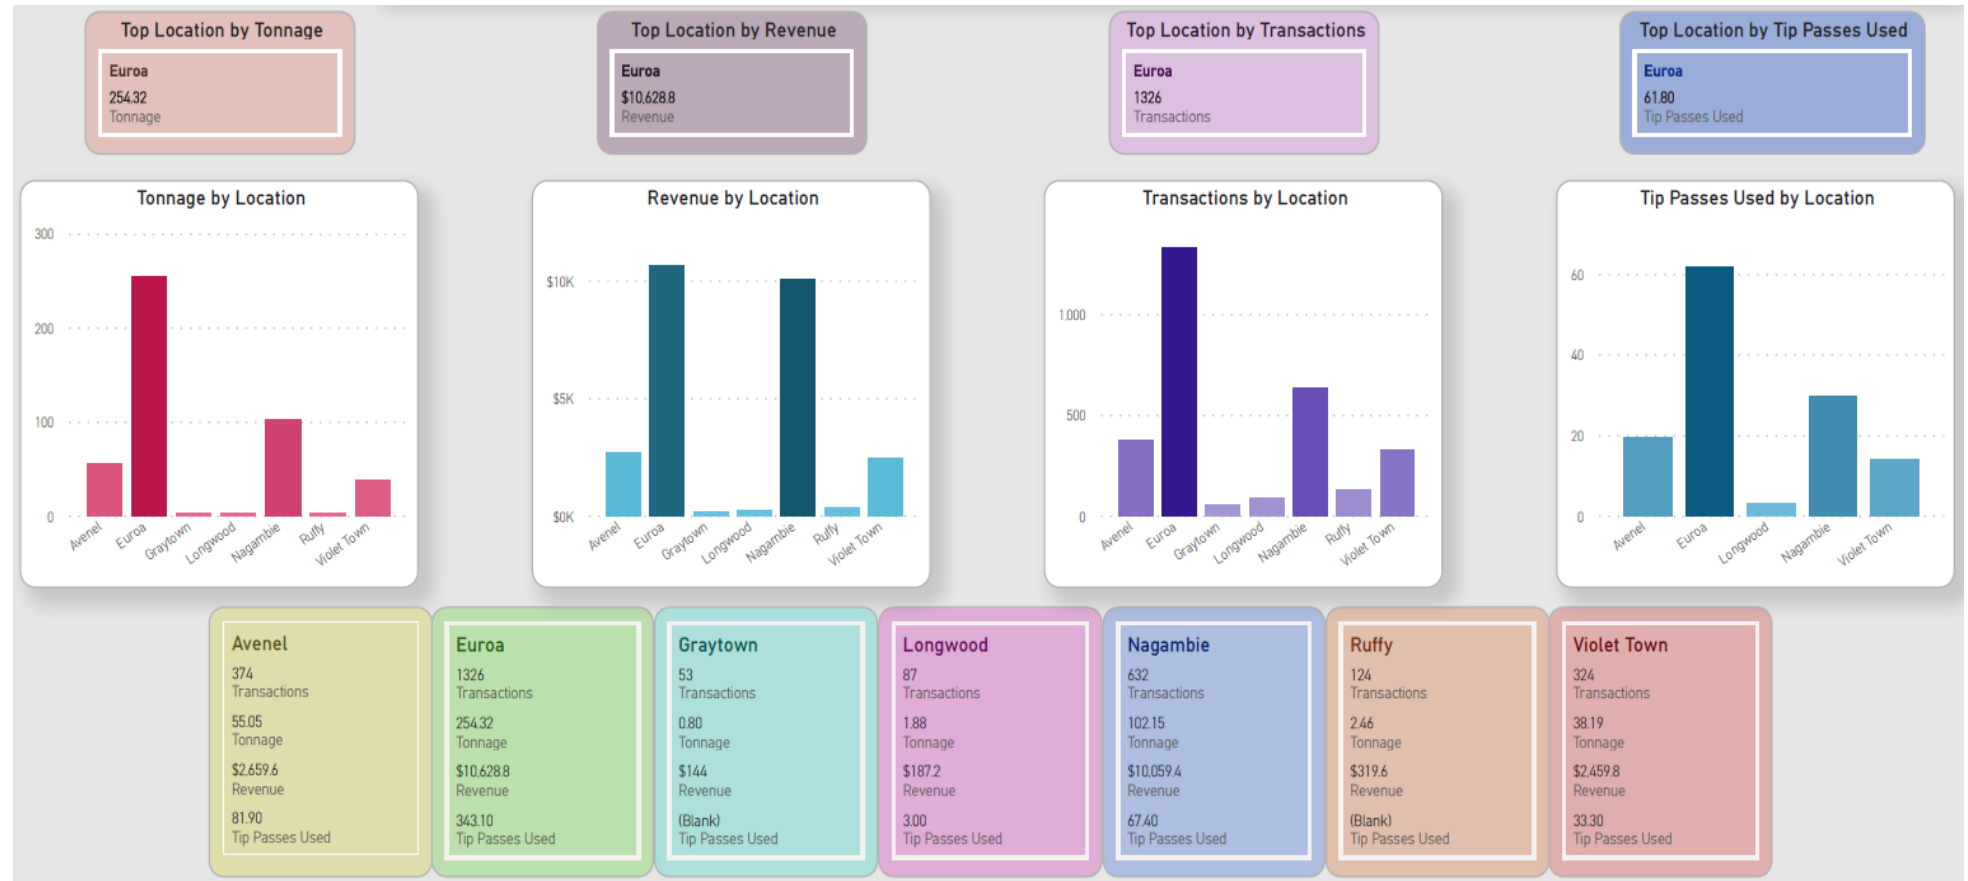 Top Location by Tonnage
Euroa
254.32
Tonnage
Top Location by Revenue
Euroa
$10,628.8
Revenue
Top Location by Transactions
Euroa
1326
Transactions
Top Location by Tip Passes Used
Euroa
61.80
Tip Passes Used
Tonnage by Location
300
200
100
0
Avenel
Euroa
Graytown
Longwood
Nagambie
Ruffy
Violet Town
Revenue by Location
$10K
$5K
$0K
Avenel
Euroa
Graytown
Longwood
Nagambie
Ruffy
Violet Town
Transactions by Location
1,000
500
0
Avenel
Euroa
Graytown
Longwood
Nagambie
Ruffy
Violet Town
Tip Passes Used by Location
60
40
20
0
Avenel
Euroa
Longwood
Nagambie
Violet Town
Avenel
374
Transactions
55.05
Tonnage
$2,659.6
Revenue
81.90
Tip Passes Used
Euroa
1326
Transactions
254.32
Tonnage
$10,628.8
Revenue
343.10
Tip Passes Used
Graytown
53
Transactions
0.80
Tonnage
$144
Revenue
(Blank)
Tip Passes Used
Longwood
87
Transactions
1.88
Tonnage
$187.2
Revenue
3.00
Tip Passes Used
Nagambie
632
Transactions
102.15
Tonnage
$10,059.4
Revenue
67.40
Tip Passes Used
Ruffy
124
Transactions
2.46
Tonnage
$319.6
Revenue
(Blank)
Tip Passes Used
Violet Town
324
Transactions
38.19
Tonnage
$2,459.8
Revenue
33.30
Tip Passes Used